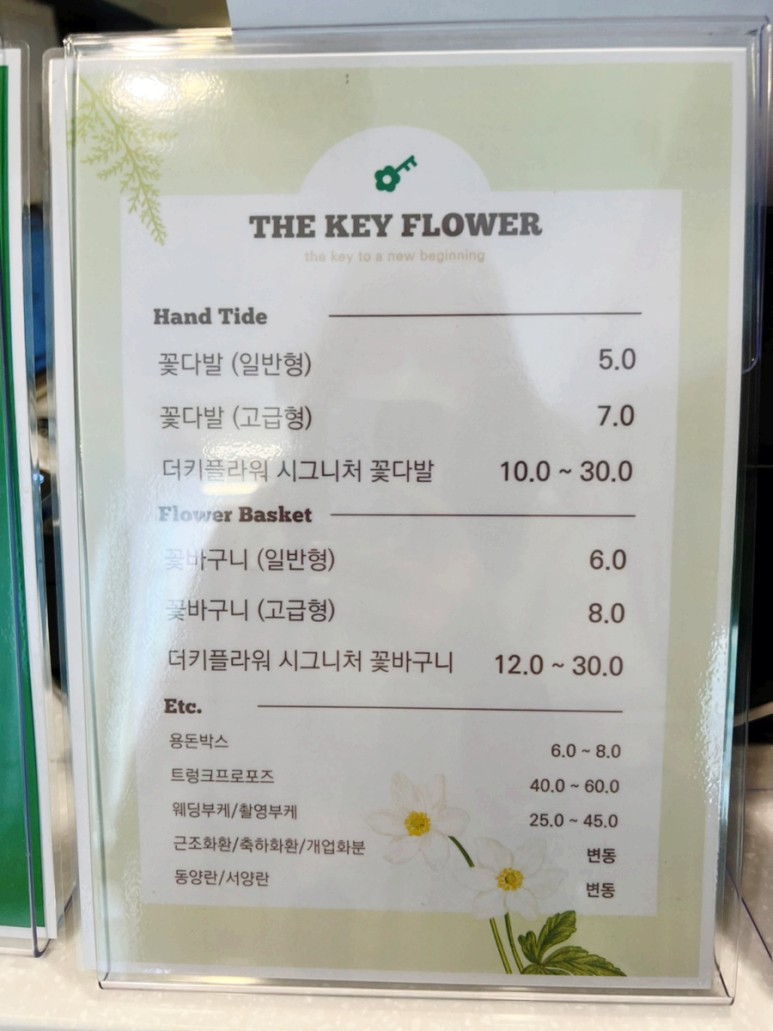 THE KEY FLOWER
the key to a new beginning
Hand Tide
꽃다발 (일반형) 5.0
꽃다발 (고급형) 7.0
더키플라워 시그니처 꽃다발 10.0 ~ 30.0
Flower Basket
꽃바구니 (일반형) 6.0
꽃바구니 (고급형) 8.0
더키플라워 시그니처 꽃바구니 12.0 ~ 30.0
Etc.
용돈박스 6.0 ~ 8.0
트렁크프로포즈 40.0 ~ 60.0
웨딩부케/촬영부케 25.0 ~ 45.0
근조화환/축하화환/개업화분 변동
동양란/서양란 변동